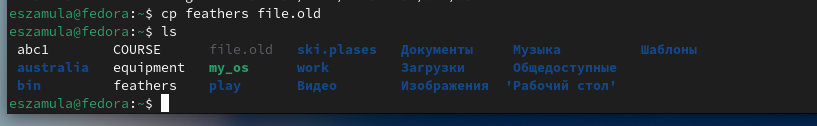 eszamula@fedora:~$ cp feathers file.old
eszamula@fedora:~$ ls
abc1 COURSE file.old ski.plases Документы Музыка Шаблоны
australia equipment my_os work Загрузки Общедоступные
bin feathers play Видео Изображения 'Рабочий стол'
eszamula@fedora:~$